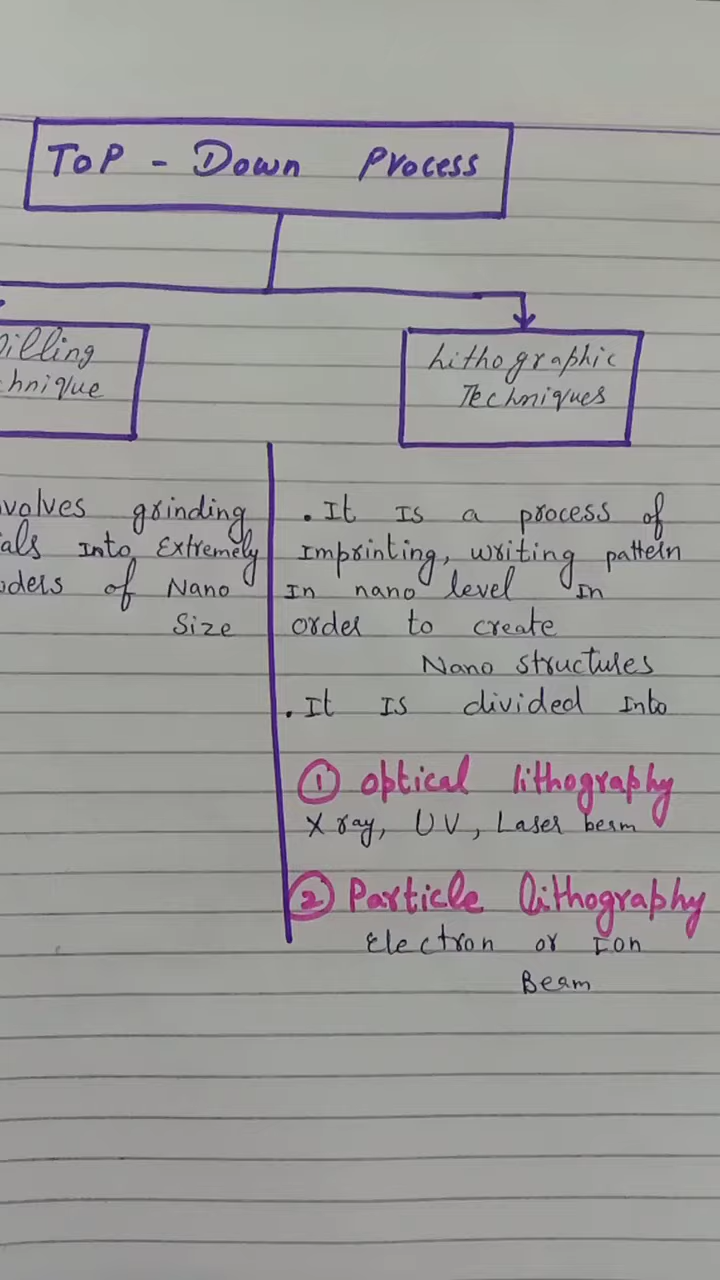 ToP - Down Process
illing
chnique
Lithographic
Techniques
volves grinding
als Into Extremely
ders of Nano
Size
. It Is a process of
Imprinting, writing pattern
In nano level In
order to create
Nano structures
. It Is divided Into
① optical lithography
X ray, UV, Laser beam
② Particle lithography
Electron or Ion
Beam